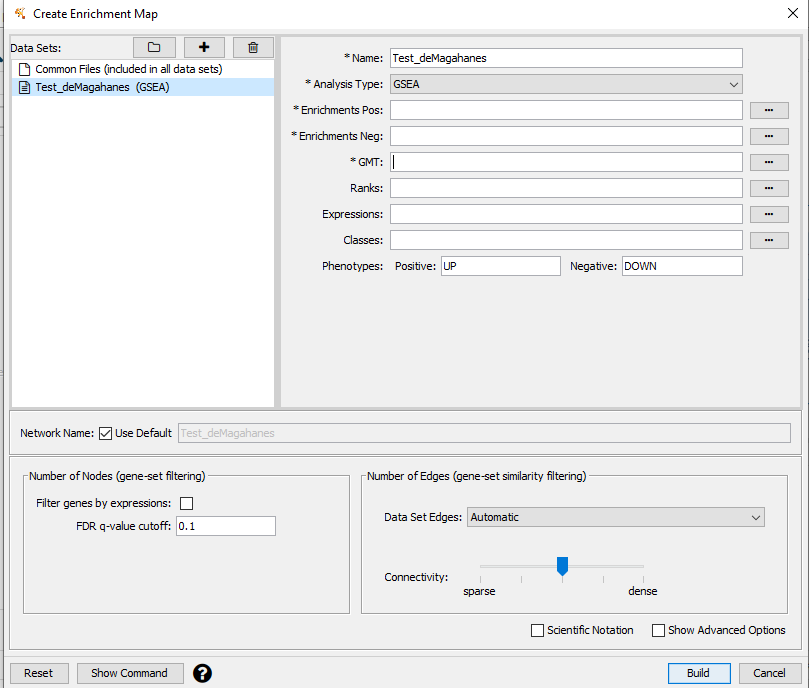 Create Enrichment Map
Data Sets:
Common Files (included in all data sets)
Test_deMagahanes (GSEA)
* Name: Test_deMagahanes
* Analysis Type: GSEA
* Enrichments Pos: ...
* Enrichments Neg: ...
* GMT: ...
Ranks: ...
Expressions: ...
Classes: ...
Phenotypes: Positive: UP Negative: DOWN
Network Name: Use Default Test_deMagahanes
Number of Nodes (gene-set filtering)
Filter genes by expressions:
FDR q-value cutoff: 0.1
Number of Edges (gene-set similarity filtering)
Data Set Edges: Automatic
Connectivity:
sparse dense
Scientific Notation Show Advanced Options
Reset Show Command ? Build Cancel